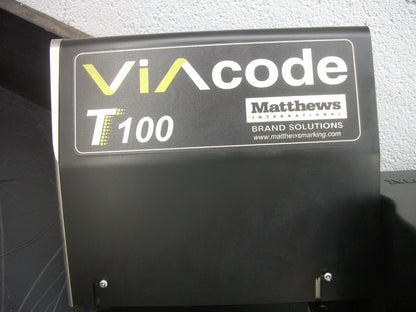 ViAcode
T100
Matthews
INTERNATIONAL
BRAND SOLUTIONS
www.matthewsmarking.com